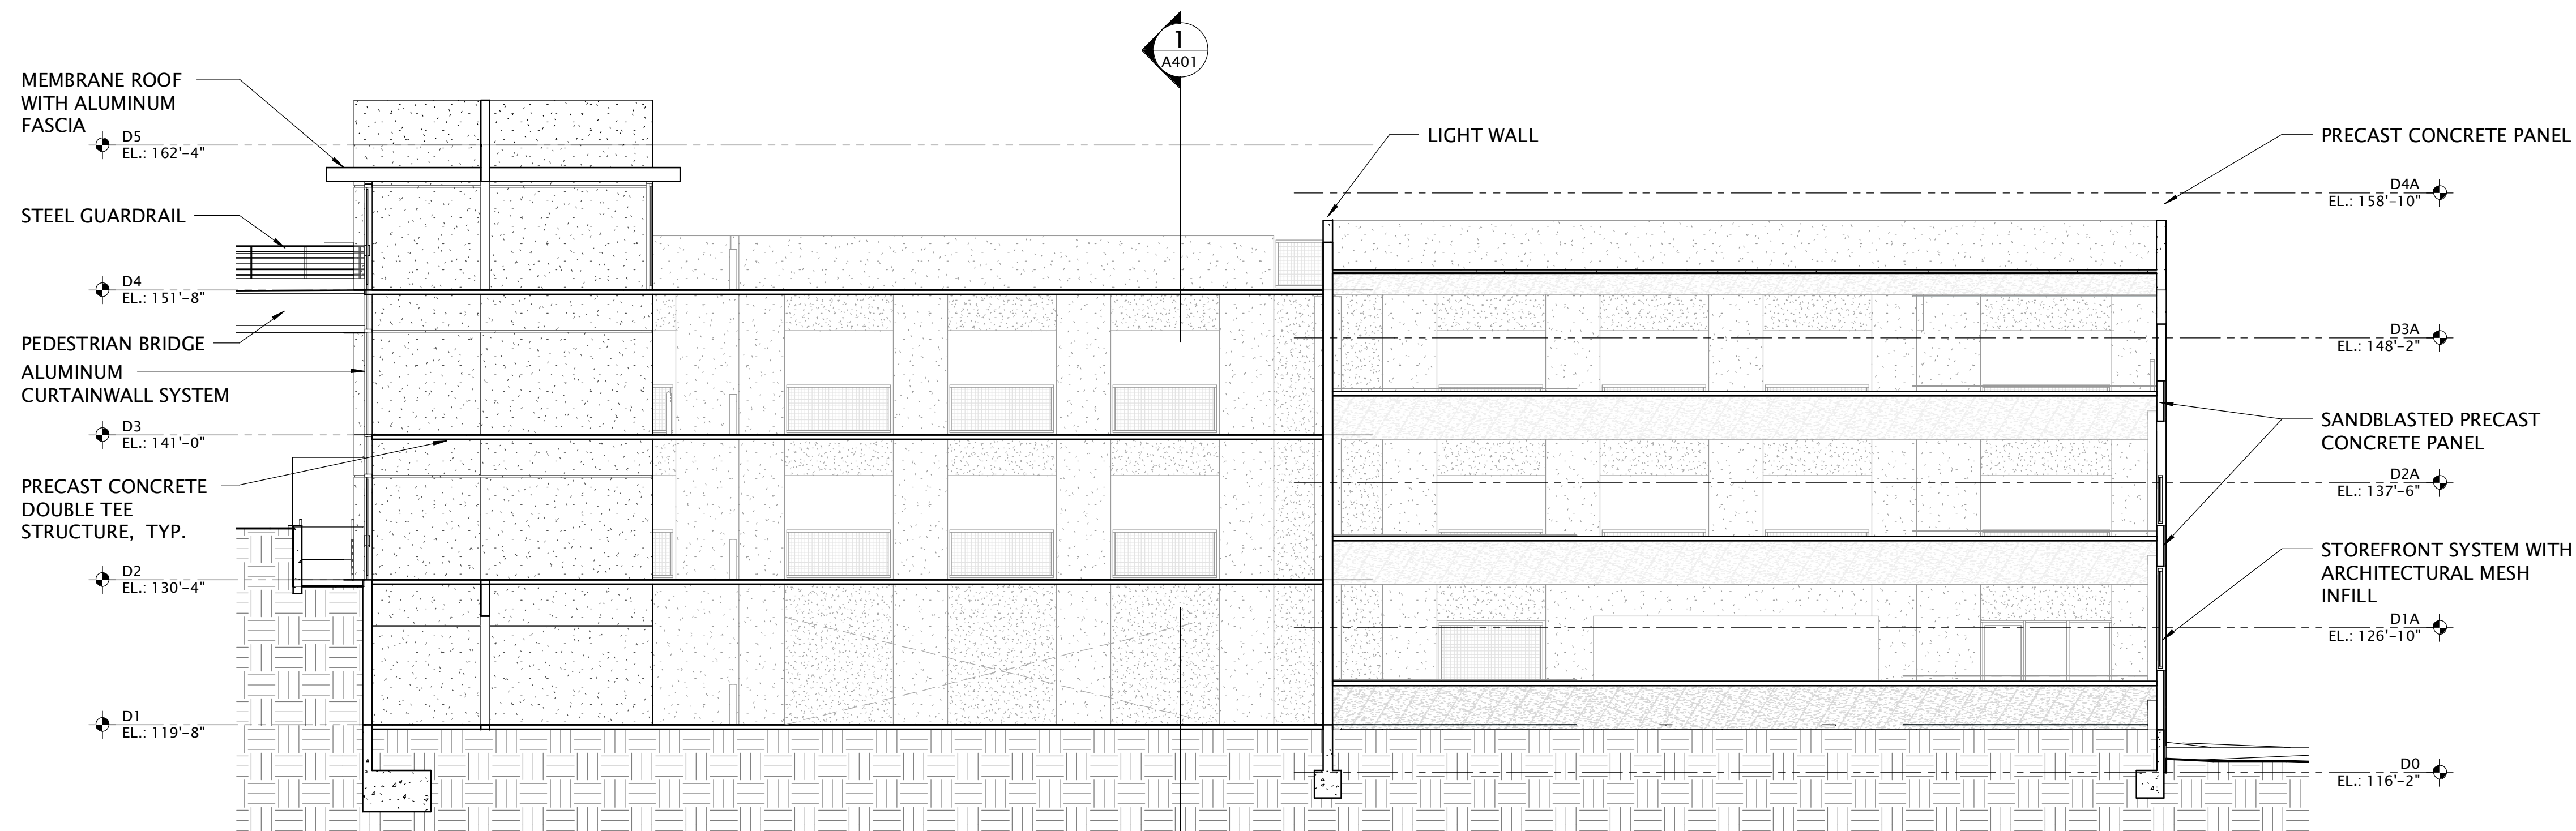 1
A401
MEMBRANE ROOF
WITH ALUMINUM
FASCIA
D5
EL.: 162'-4"
STEEL GUARDRAIL
D4
EL.: 151'-8"
PEDESTRIAN BRIDGE
ALUMINUM
CURTAINWALL SYSTEM
D3
EL.: 141'-0"
PRECAST CONCRETE
DOUBLE TEE
STRUCTURE, TYP.
D2
EL.: 130'-4"
D1
EL.: 119'-8"
LIGHT WALL
PRECAST CONCRETE PANEL
D4A
EL.: 158'-10"
D3A
EL.: 148'-2"
SANDBLASTED PRECAST
CONCRETE PANEL
D2A
EL.: 137'-6"
STOREFRONT SYSTEM WITH
ARCHITECTURAL MESH
INFILL
D1A
EL.: 126'-10"
D0
EL.: 116'-2"